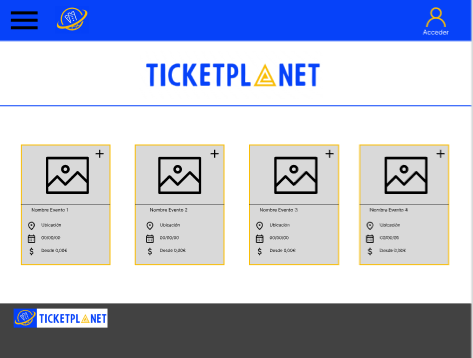 Acceder
TICKETPLANET
Nombre Evento 1
Ubicación
00/00/00
Desde 0,00€
Nombre Evento 2
Ubicación
00/00/00
Desde 0,00€
Nombre Evento 3
Ubicación
00/00/00
Desde 0,00€
Nombre Evento 4
Ubicación
00/00/00
Desde 0,00€
TICKETPLANET